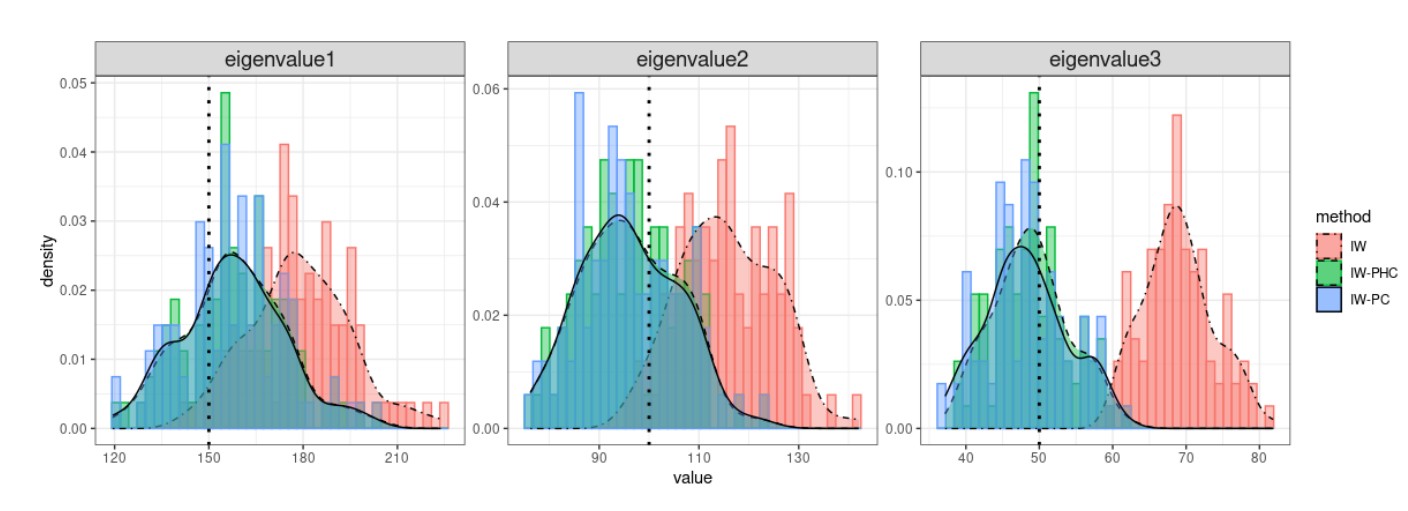 eigenvalue1
eigenvalue2
eigenvalue3
density
0.05
0.04
0.03
0.02
0.01
0.00
0.06
0.04
0.02
0.00
0.10
0.05
0.00
120 150 180 210
90 110 130
40 50 60 70 80
value
method
IW
IW-PHC
IW-PC